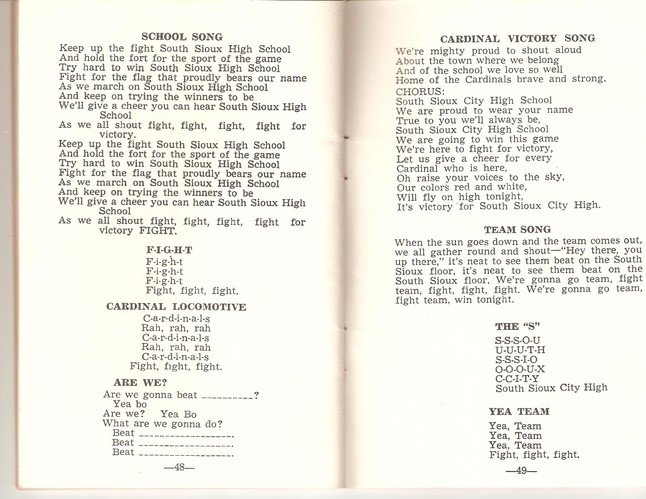 SCHOOL SONG
Keep up the fight South Sioux High School
And hold the fort for the sport of the game
Try hard to win South Sioux High School
Fight for the flag that proudly bears our name
As we march on South Sioux High School
And keep on trying the winners to be
We'll give a cheer you can hear South Sioux High
School
As we all shout fight, fight, fight, fight for
victory.
Keep up the fight South Sioux High School
And hold the fort for the sport of the game
Try hard to win South Sioux High School
Fight for the flag that proudly bears our name
As we march on South Sioux High School
And keep on trying the winners to be
We'll give a cheer you can hear South Sioux High
School
As we all shout fight, fight, fight, fight for
victory FIGHT.
F-I-G-H-T
F-i-g-h-t
F-i-g-h-t
F-i-g-h-t
Fight, fight, fight.
CARDINAL LOCOMOTIVE
C-a-r-d-i-n-a-l-s
Rah, rah, rah
C-a-r-d-i-n-a-l-s
Rah, rah, rah
C-a-r-d-i-n-a-l-s
Fight, fight, fight.
ARE WE?
Are we gonna beat __________?
Yea bo
Are we? Yea Bo
What are we gonna do?
Beat __________________.
Beat __________________.
Beat __________________.
—48—
CARDINAL VICTORY SONG
We're mighty proud to shout aloud
About the town where we belong
And of the school we love so well
Home of the Cardinals brave and strong.
CHORUS:
South Sioux City High School
We are proud to wear your name
True to you we'll always be,
South Sioux City High School
We are going to win this game
We're here to fight for victory,
Let us give a cheer for every
Cardinal who is here,
Oh raise your voices to the sky,
Our colors red and white,
Will fly on high tonight,
It's victory for South Sioux City High.
TEAM SONG
When the sun goes down and the team comes out,
we all gather round and shout—"Hey there, you
up there," it's neat to see them beat on the South
Sioux floor, it's neat to see them beat on the
South Sioux floor. We're gonna go team, fight
team, fight, fight, fight. We're gonna go team,
fight team, win tonight.
THE "S"
S-S-S-O-U
U-U-U-T-H
S-S-S-I-O
O-O-O-U-X
C-C-I-T-Y
South Sioux City High
YEA TEAM
Yea, Team
Yea, Team
Yea, Team
Fight, fight, fight.
—49—